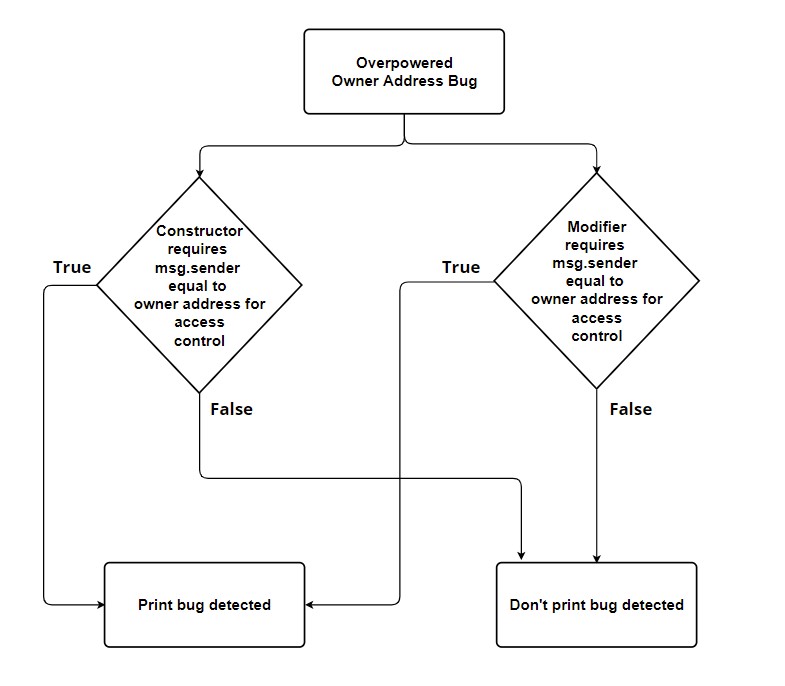 Overpowered
Owner Address Bug
Constructor
requires
msg.sender
equal to
owner address for
access
control
True
False
Modifier
requires
msg.sender
equal to
owner address for
access
control
True
False
Print bug detected
Don't print bug detected